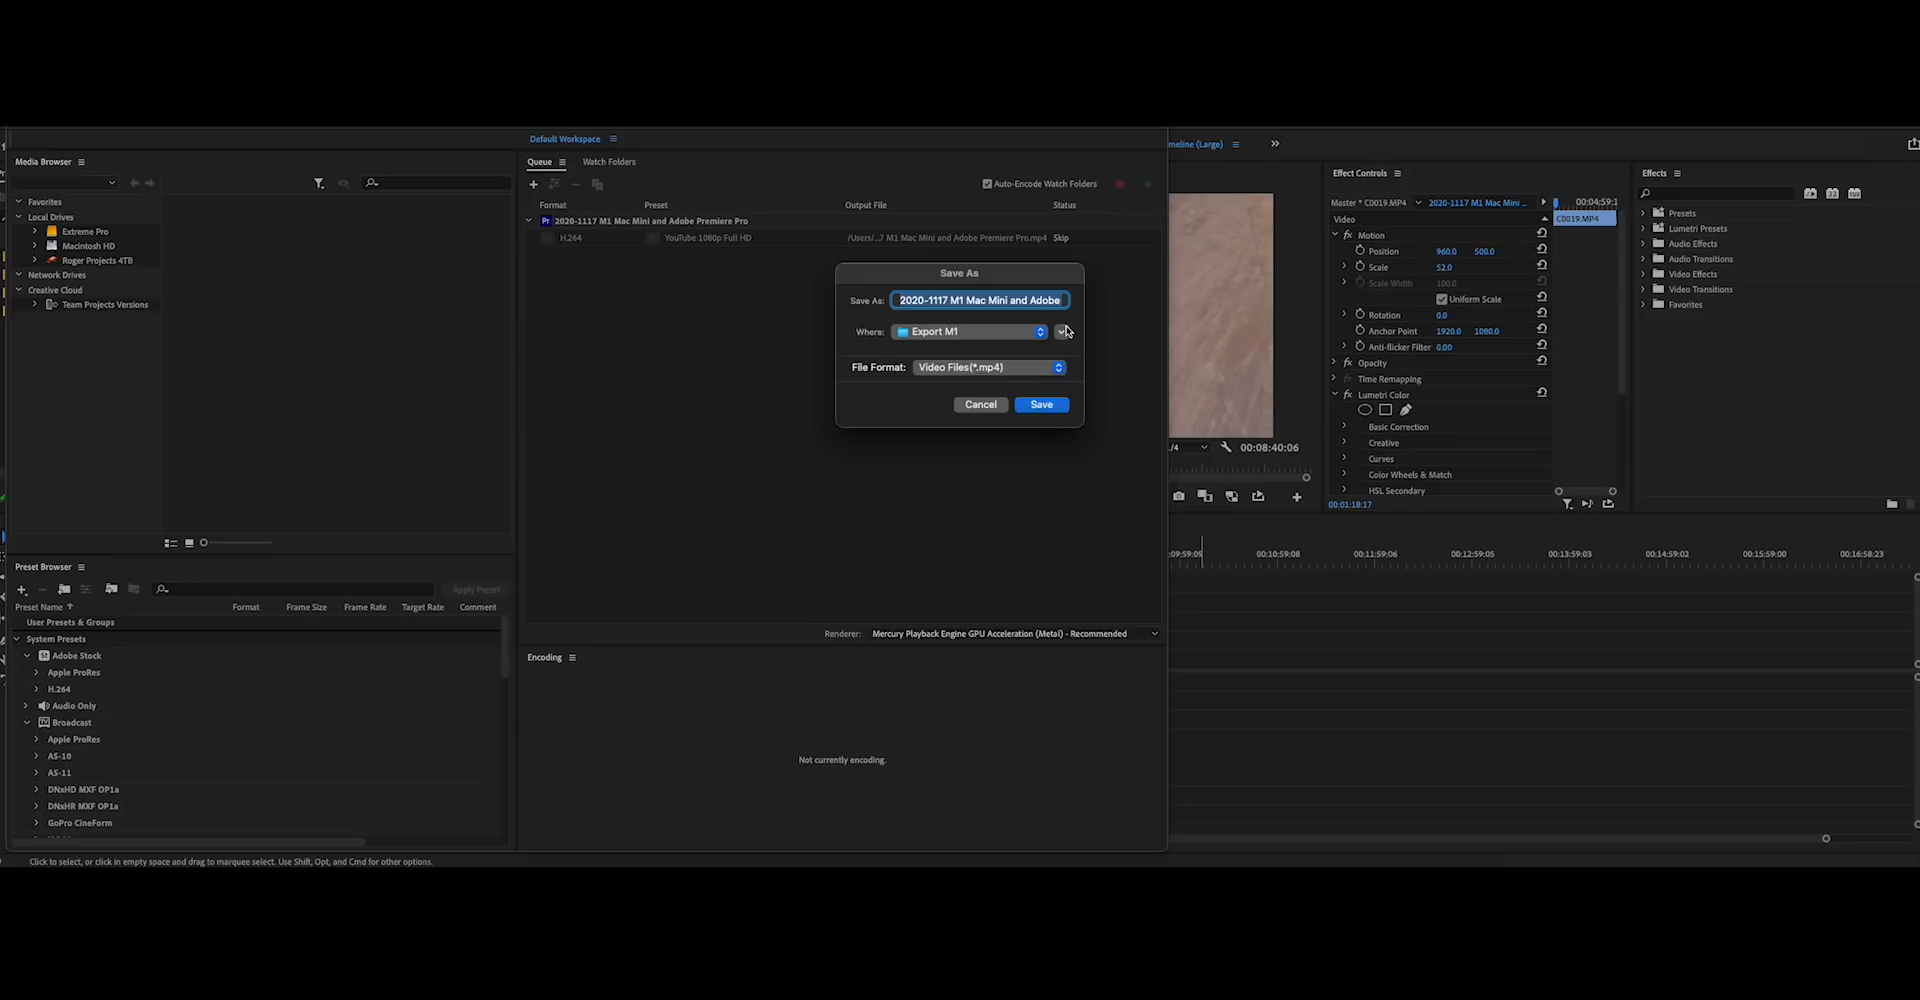 Default Workspace
Media Browser
Favorites
Local Drives
Extreme Pro
Macintosh HD
Roger Projects 4TB
Network Drives
Creative Cloud
Team Projects Versions
Queue Watch Folders
Auto-Encode Watch Folders
Format Preset Output File Status
Pr 2020-1117 M1 Mac Mini and Adobe Premiere Pro
H.264 YouTube 1080p Full HD /Users/...7 M1 Mac Mini and Adobe Premiere Pro.mp4 Skip
Save As
Save As: 2020-1117 M1 Mac Mini and Adobe
Where: Export M1
File Format: Video Files(*.mp4)
Cancel Save
Renderer: Mercury Playback Engine GPU Acceleration (Metal) - Recommended
Encoding
Not currently encoding.
Preset Browser
Apply Preset
Preset Name Format Frame Size Frame Rate Target Rate Comment
User Presets & Groups
System Presets
St Adobe Stock
Apple ProRes
H.264
Audio Only
TV Broadcast
Apple ProRes
AS-10
AS-11
DNxHD MXF OP1a
DNxHR MXF OP1a
GoPro CineForm
Click to select, or click in empty space and drag to marquee select. Use Shift, Opt, and Cmd for other options.
meline (Large)
/4 00:08:40:06
Effect Controls
Master * C0019.MP4 2020-1117 M1 Mac Mini ... 00:04:59:1
Video C0019.MP4
fx Motion
Position 960.0 500.0
Scale 52.0
Scale Width 100.0
Uniform Scale
Rotation 0.0
Anchor Point 1920.0 1080.0
Anti-flicker Filter 0.00
fx Opacity
fx Time Remapping
fx Lumetri Color
Basic Correction
Creative
Curves
Color Wheels & Match
HSL Secondary
00:01:18:17
Effects
Presets
Lumetri Presets
Audio Effects
Audio Transitions
Video Effects
Video Transitions
Favorites
:09:59:09 00:10:59:08 00:11:59:06 00:12:59:05 00:13:59:03 00:14:59:02 00:15:59:00 00:16:58:23